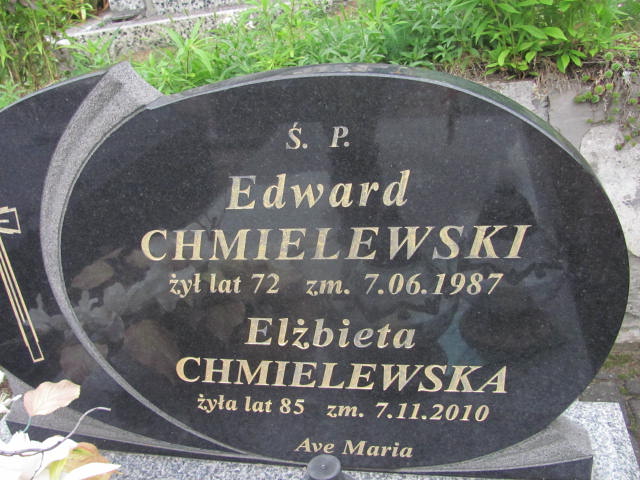 Ś. P.
Edward
CHMIELEWSKI
żył lat 72 zm. 7.06.1987
Elżbieta
CHMIELEWSKA
żyła lat 85 zm. 7.11.2010
Ave Maria